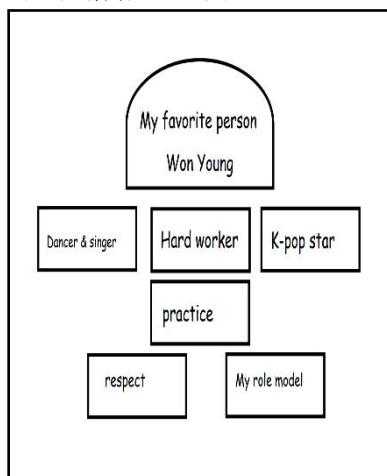 My favorite person
Won Young
Dancer & singer
Hard worker
K-pop star
practice
respect
My role model